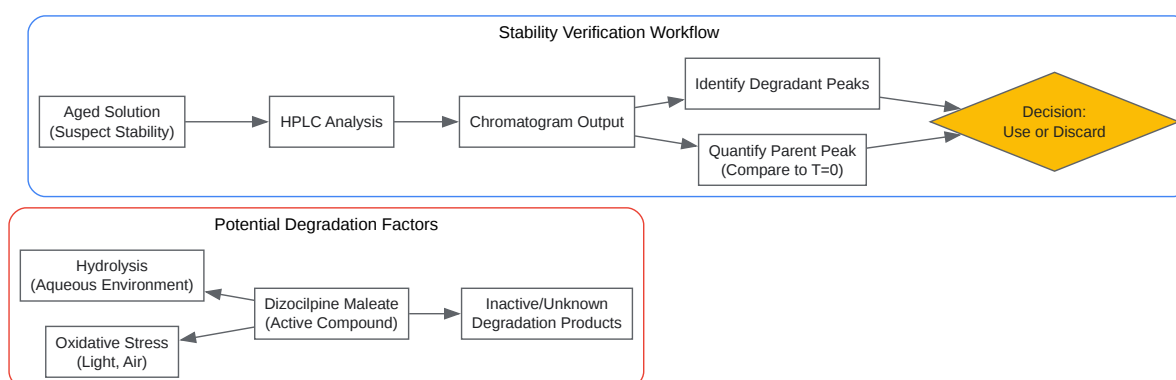 Stability Verification Workflow
Aged Solution
(Suspect Stability)
HPLC Analysis
Chromatogram Output
Identify Degradant Peaks
Quantify Parent Peak
(Compare to T=0)
Decision:
Use or Discard
Potential Degradation Factors
Hydrolysis
(Aqueous Environment)
Oxidative Stress
(Light, Air)
Dizocilpine Maleate
(Active Compound)
Inactive/Unknown
Degradation Products